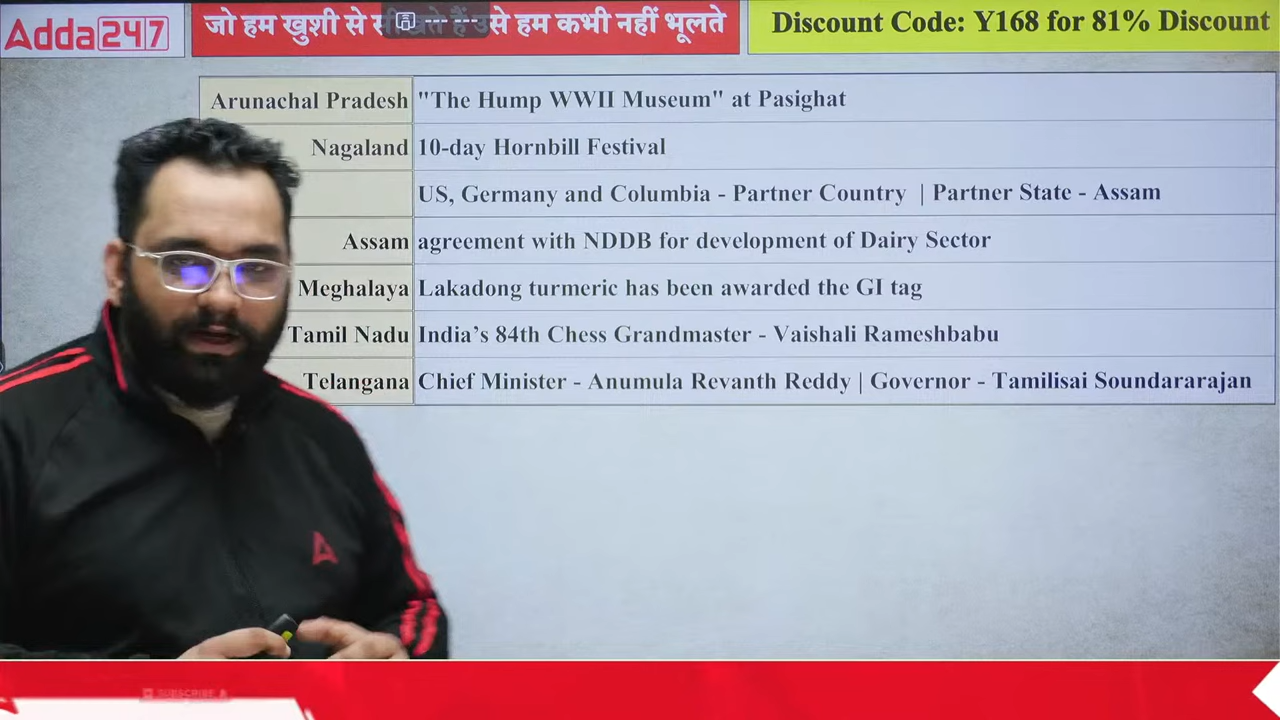 Adda247
जो हम खुशी से से हम कभी नहीं भूलते
Discount Code: Y168 for 81% Discount
Arunachal Pradesh "The Hump WWII Museum" at Pasighat
Nagaland 10-day Hornbill Festival
US, Germany and Columbia - Partner Country | Partner State - Assam
Assam agreement with NDDB for development of Dairy Sector
Meghalaya Lakadong turmeric has been awarded the GI tag
Tamil Nadu India’s 84th Chess Grandmaster - Vaishali Rameshbabu
Telangana Chief Minister - Anumula Revanth Reddy | Governor - Tamilisai Soundararajan
SUBSCRIBE